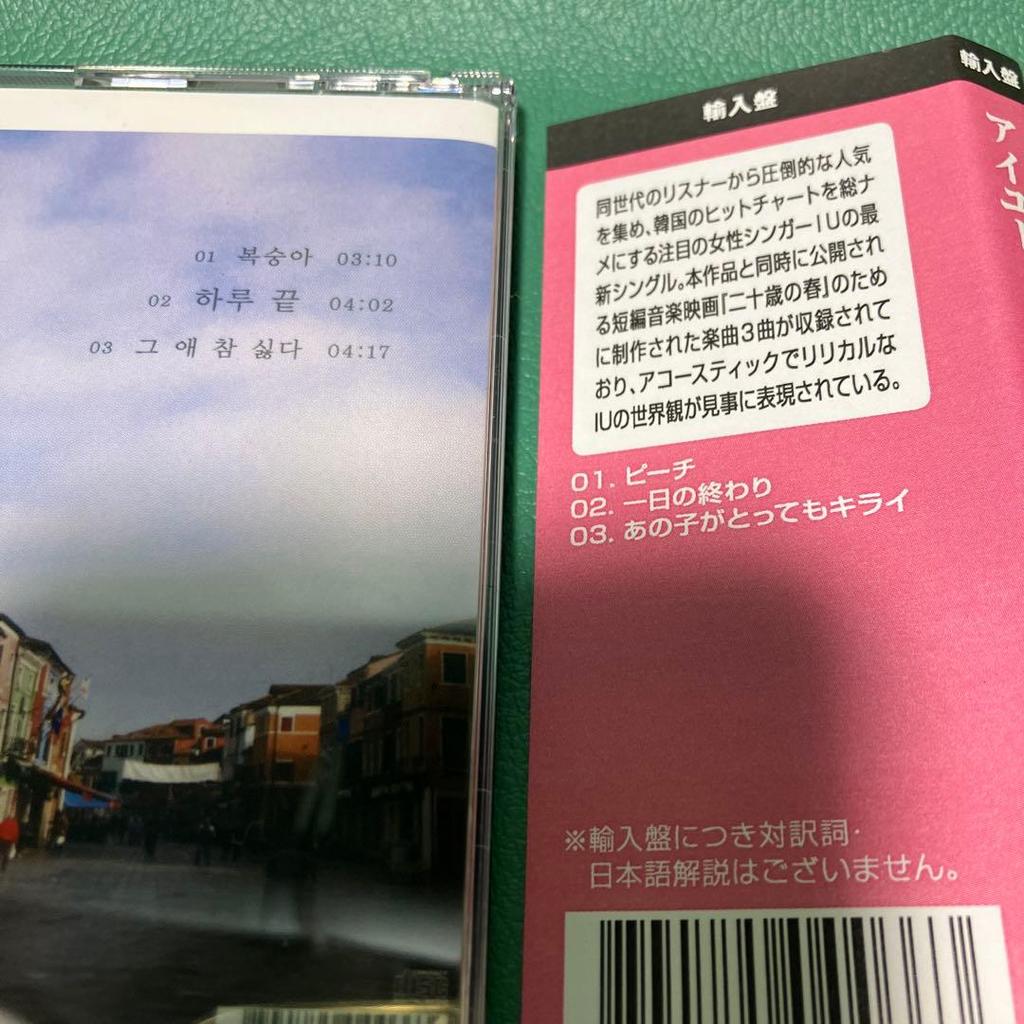 01 복숭아 03:10
02 하루 끝 04:02
03 그 애 참 싫다 04:17
輸入盤
同世代のリスナーから圧倒的な人気
を集め、韓国のヒットチャートを総ナ
メにする注目の女性シンガーIUの最
新シングル。本作品と同時に公開され
る短編音楽映画「二十歳の春」のため
に制作された楽曲3曲が収録されて
おり、アコースティックでリリカルな
IUの世界観が見事に表現されている。
01. ピーチ
02. 一日の終わり
03. あの子がとってもキライ
※輸入盤につき対訳詞・
日本語解説はございません。
輸入盤
アイユー